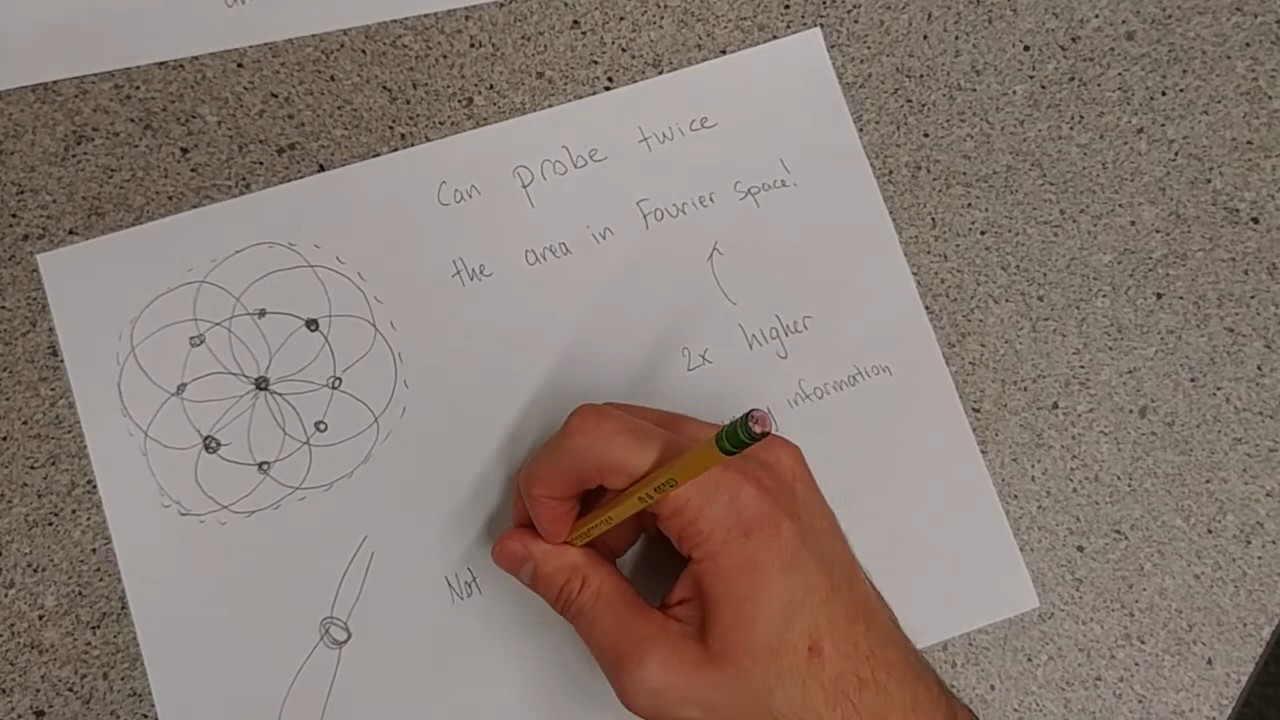 Can probe twice
the area in Fourier Space!
2x higher
information
Not